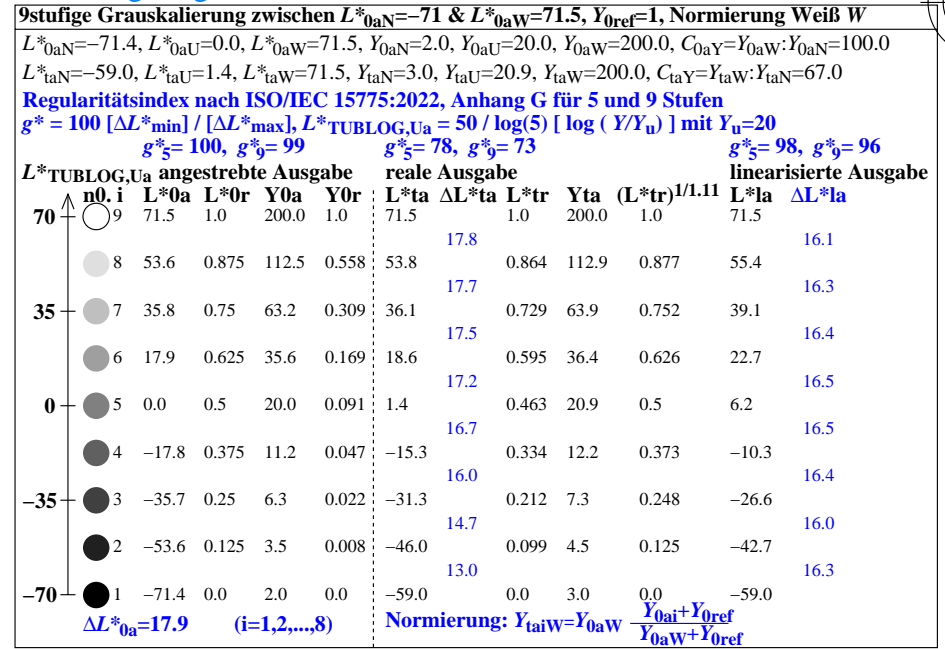 9stufige Grauskalierung zwischen L*0aN=−71 & L*0aW=71.5, Y0ref=1, Normierung Weiß W
L*0aN=−71.4, L*0aU=0.0, L*0aW=71.5, Y0aN=2.0, Y0aU=20.0, Y0aW=200.0, C0aY=Y0aW:Y0aN=100.0
L*taN=−59.0, L*taU=1.4, L*taW=71.5, YtaN=3.0, YtaU=20.9, YtaW=200.0, CtaY=YtaW:YtaN=67.0
Regularitätsindex nach ISO/IEC 15775:2022, Anhang G für 5 und 9 Stufen
g* = 100 [ΔL*min] / [ΔL*max], L*TUBLOG,Ua = 50 / log(5) [ log ( Y/Yu) ] mit Yu=20
g*5= 100, g*9= 99 g*5= 78, g*9= 73 g*5= 98, g*9= 96
L*TUBLOG,Ua angestrebte Ausgabe reale Ausgabe linearisierte Ausgabe
n0. i L*0a L*0r Y0a Y0r L*ta ΔL*ta L*tr Yta (L*tr)1/1.11 L*la ΔL*la
70 9 71.5 1.0 200.0 1.0 71.5 1.0 200.0 1.0 71.5
17.8 16.1
8 53.6 0.875 112.5 0.558 53.8 0.864 112.9 0.877 55.4
17.7 16.3
35 7 35.8 0.75 63.2 0.309 36.1 0.729 63.9 0.752 39.1
17.5 16.4
6 17.9 0.625 35.6 0.169 18.6 0.595 36.4 0.626 22.7
17.2 16.5
0 5 0.0 0.5 20.0 0.091 1.4 0.463 20.9 0.5 6.2
16.7 16.5
4 −17.8 0.375 11.2 0.047 −15.3 0.334 12.2 0.373 −10.3
16.0 16.4
−35 3 −35.7 0.25 6.3 0.022 −31.3 0.212 7.3 0.248 −26.6
14.7 16.0
2 −53.6 0.125 3.5 0.008 −46.0 0.099 4.5 0.125 −42.7
13.0 16.3
−70 1 −71.4 0.0 2.0 0.0 −59.0 0.0 3.0 0.0 −59.0
ΔL*0a=17.9 (i=1,2,...,8) Normierung: YtaiW=Y0aW Y0ai+Y0ref
Y0aW+Y0ref